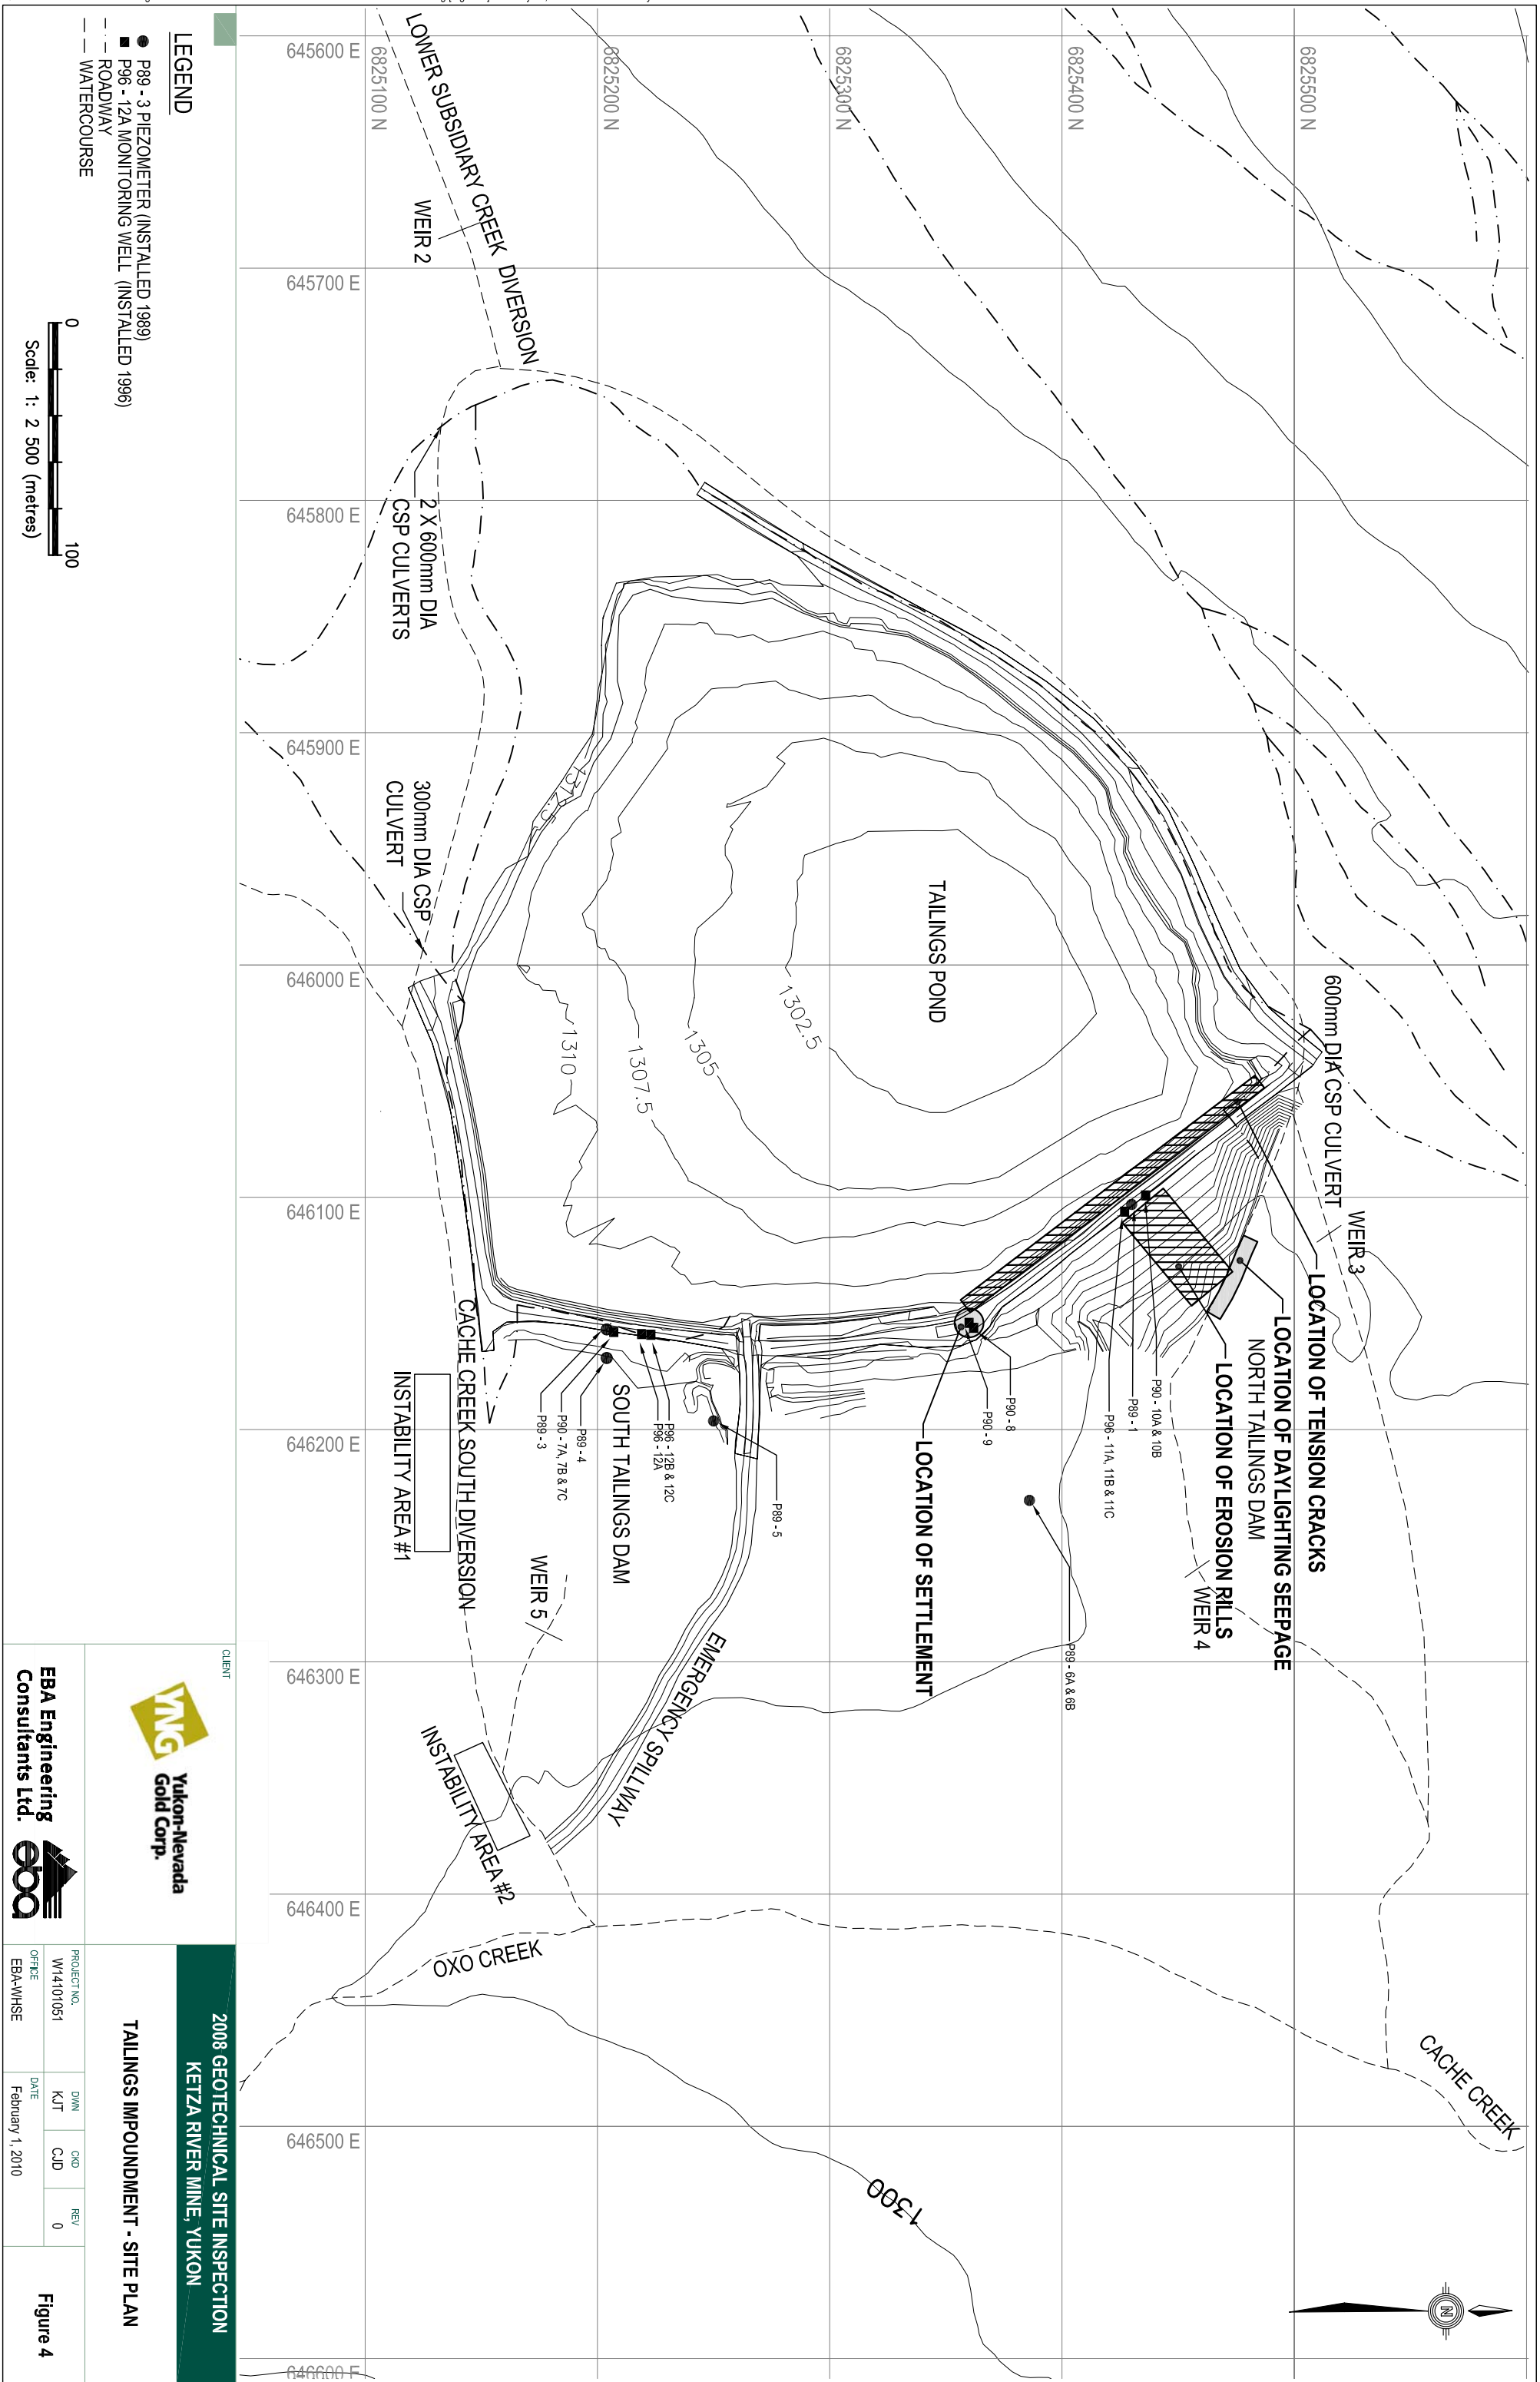 6825500 N
6825400 N
6825300 N
6825200 N
6825100 N
645600 E
645700 E
645800 E
645900 E
646000 E
646100 E
646200 E
646300 E
646400 E
646500 E
646600 E
LOWER SUBSIDIARY CREEK DIVERSION
WEIR 2
2 X 600mm DIA
CSP CULVERTS
300mm DIA CSP
CULVERT
1302.5
1305
1307.5
1310
TAILINGS POND
600mm DIA CSP CULVERT
WEIR 3
LOCATION OF TENSION CRACKS
LOCATION OF DAYLIGHTING SEEPAGE
NORTH TAILINGS DAM
LOCATION OF EROSION RILLS
WEIR 4
P90 - 10A & 10B
P89 - 1
P96 - 11A, 11B & 11C
P90 - 8
P90 - 9
LOCATION OF SETTLEMENT
P89 - 6A & 6B
P89 - 5
P96 - 12B & 12C
P96 - 12A
SOUTH TAILINGS DAM
P89 - 4
P90 - 7A, 7B & 7C
P89 - 3
CACHE CREEK SOUTH DIVERSION
INSTABILITY AREA #1
WEIR 5
EMERGENCY SPILLWAY
INSTABILITY AREA #2
OXO CREEK
CACHE CREEK
1300
N
LEGEND
P89 - 3 PIEZOMETER (INSTALLED 1989)
P96 - 12A MONITORING WELL (INSTALLED 1996)
ROADWAY
WATERCOURSE
0 100
Scale: 1: 2 500 (metres)
CLIENT
YNG Yukon-Nevada
Gold Corp.
EBA Engineering
Consultants Ltd.
eba
2008 GEOTECHNICAL SITE INSPECTION
KETZA RIVER MINE, YUKON
TAILINGS IMPOUNDMENT - SITE PLAN
PROJECT NO. DWN CKD REV
W14101051 KJT CJD 0
OFFICE DATE
EBA-WHSE February 1, 2010
Figure 4